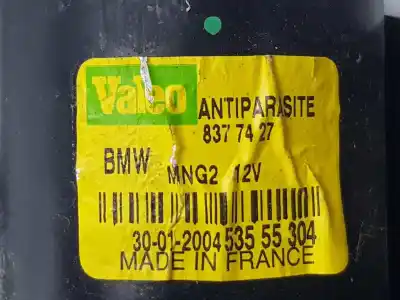 Valeo
ANTIPARASITE
837 74 27
BMW MNG2 12V
30-01-2004 535 55 304
MADE IN FRANCE